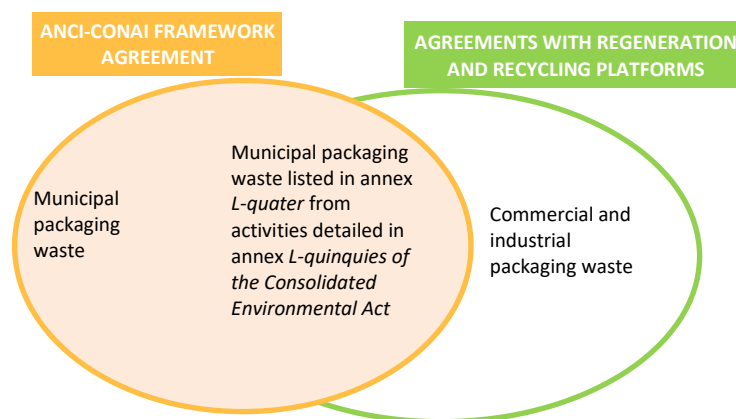 ANCI-CONAI FRAMEWORK
AGREEMENT
AGREEMENTS WITH REGENERATION
AND RECYCLING PLATFORMS
Municipal
packaging
waste
Municipal packaging
waste listed in annex
L-quater from
activities detailed in
annex L-quinquies of
the Consolidated
Environmental Act
Commercial and
industrial
packaging waste